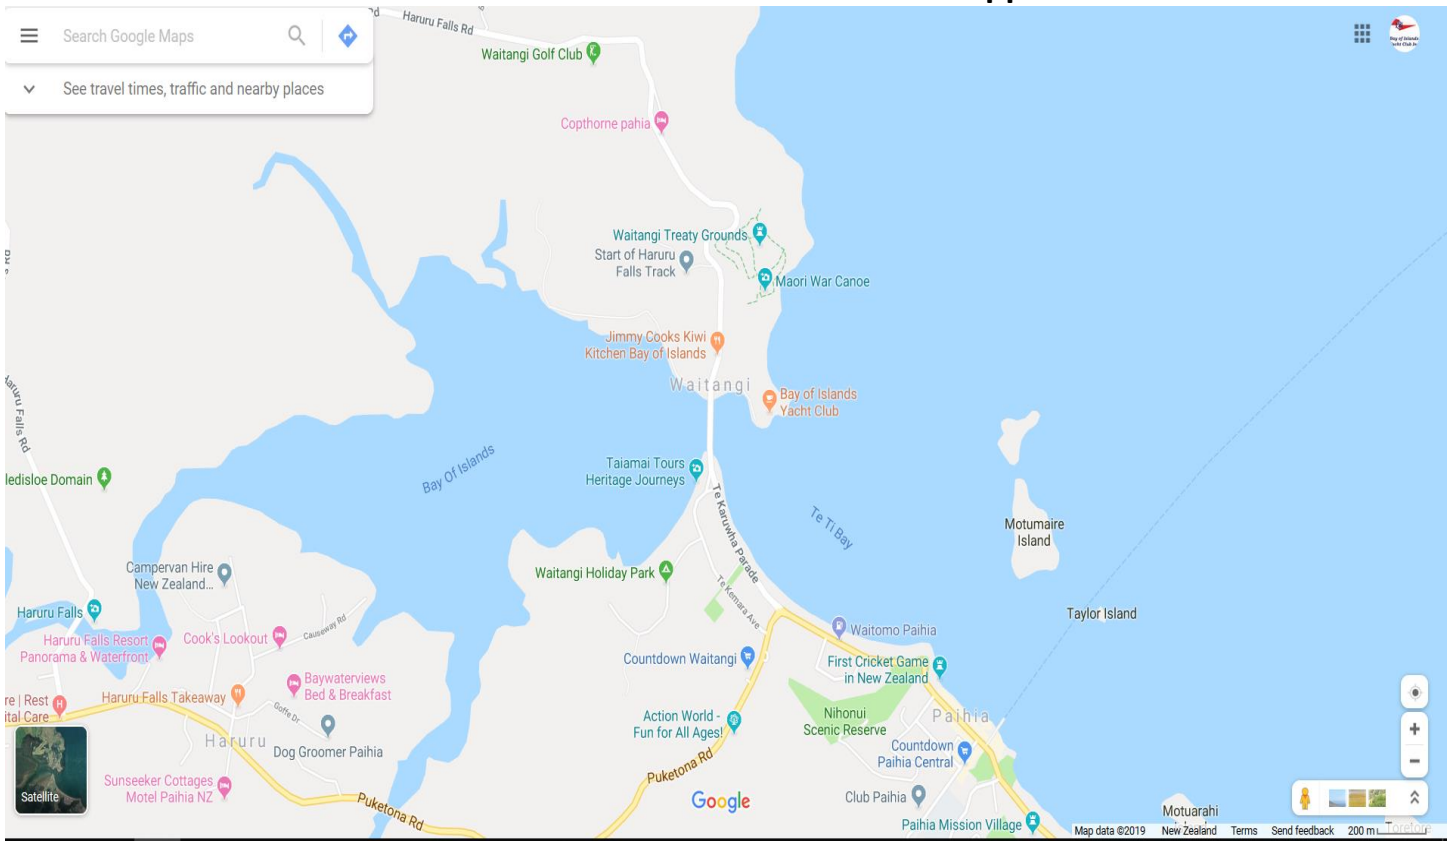 Haruru Falls Rd
Search Google Maps
Waitangi Golf Club
See travel times, traffic and nearby places
Copthorne pahia
Waitangi Treaty Grounds
Start of Haruru
Falls Track
Maori War Canoe
Jimmy Cooks Kiwi
Kitchen Bay of Islands
Waitangi
Bay of Islands
Yacht Club
Haruru Falls Rd
Bay Of Islands
Taiamai Tours
Heritage Journeys
ledisloe Domain
Te Karuwha Parade
Te Ti Bay
Motumaire
Island
Campervan Hire
New Zealand...
Waitangi Holiday Park
Te Kemara Ave
Haruru Falls
Taylor Island
Causeway Rd
Waitomo Paihia
Haruru Falls Resort
Panorama & Waterfront
Cook's Lookout
Countdown Waitangi
First Cricket Game
in New Zealand
Baywaterviews
Bed & Breakfast
re | Rest
ital Care
Haruru Falls Takeaway
Goffe Dr
Action World -
Fun for All Ages!
Nihonui
Scenic Reserve
Paihia
Haruru
Dog Groomer Paihia
Countdown
Paihia Central
Puketona Rd
Sunseeker Cottages
Motel Paihia NZ
Satellite
Puketona Rd
Google
Club Paihia
Motuarahi
Paihia Mission Village
Map data ©2019 New Zealand Terms Send feedback 200 m